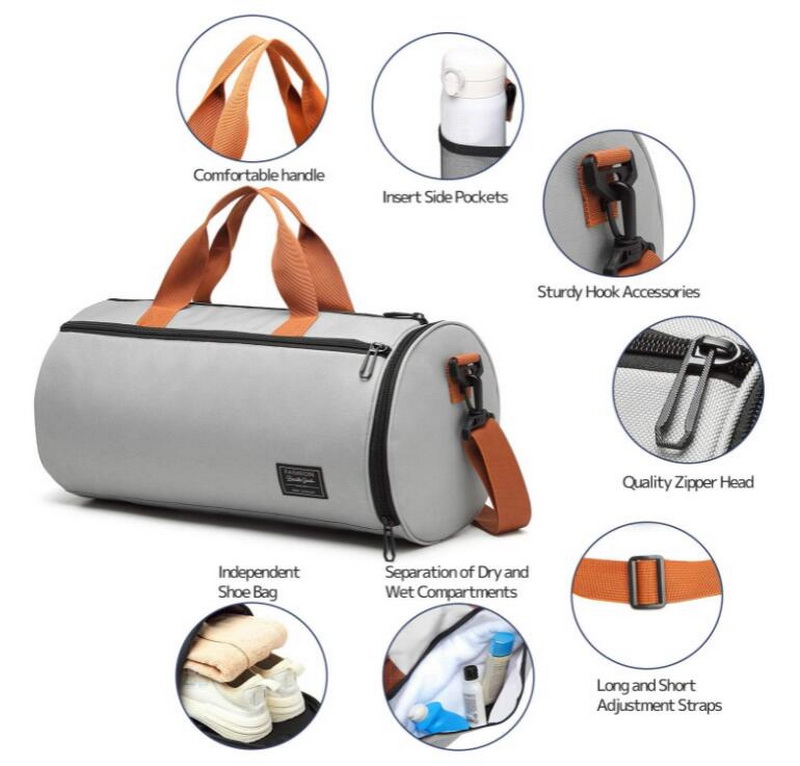 Comfortable handle
Insert Side Pockets
Sturdy Hook Accessories
Quality Zipper Head
FASHION
Independent
Shoe Bag
Separation of Dry and
Wet Compartments
Long and Short
Adjustment Straps